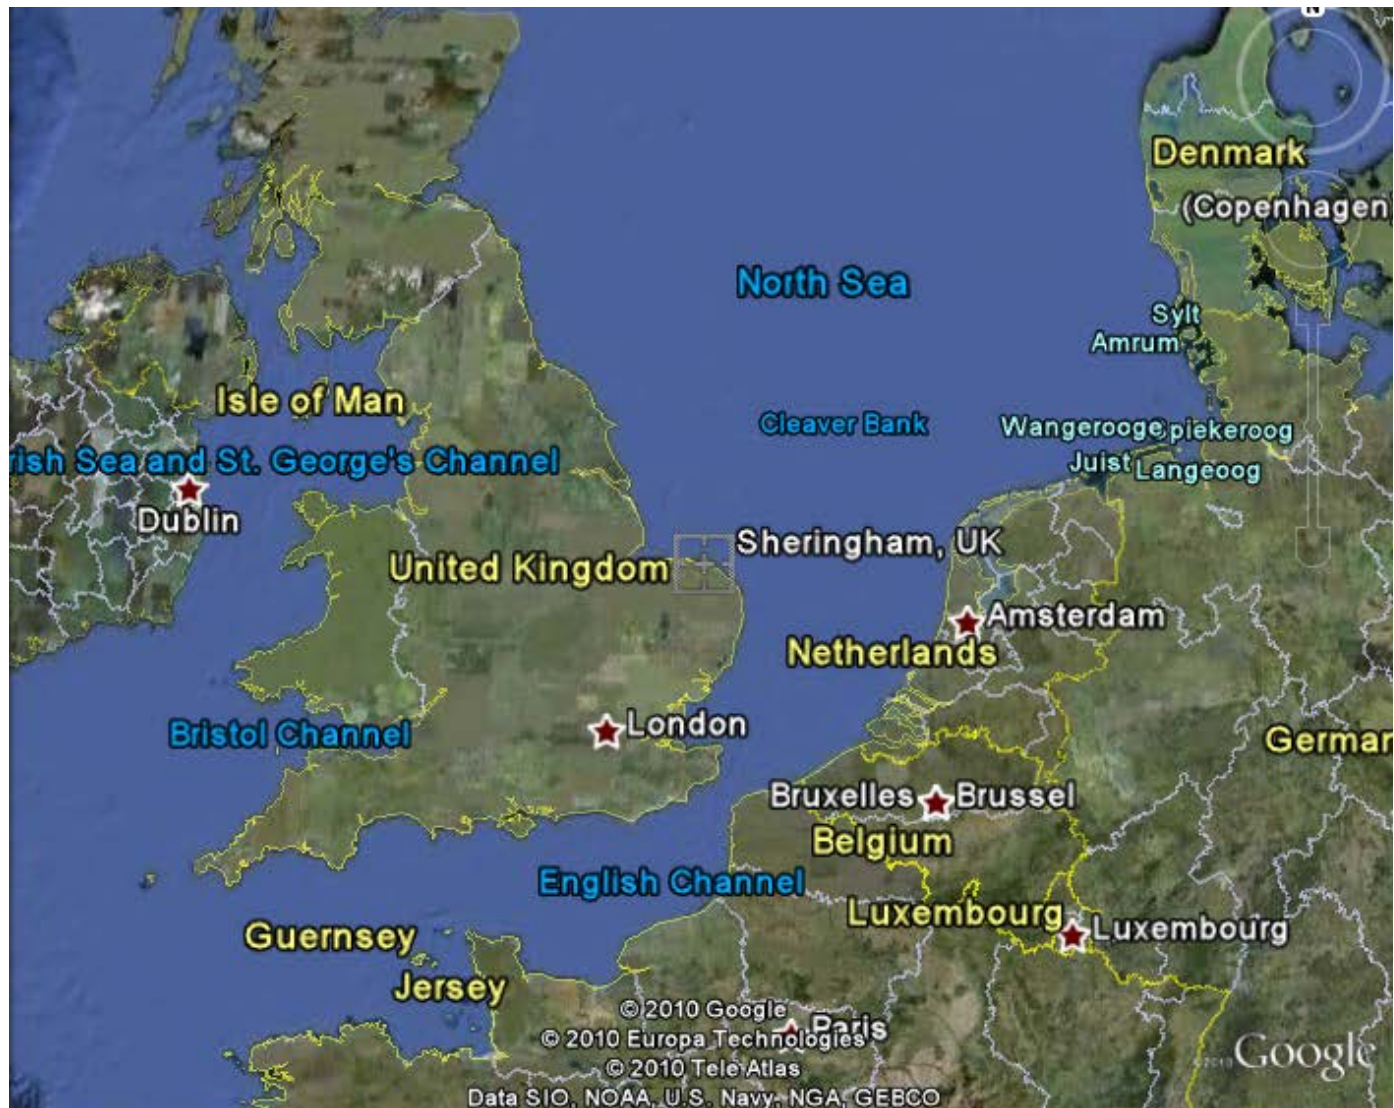 N
Denmark
(Copenhagen
North Sea
Sylt
Amrum
Isle of Man
Cleaver Bank
Wangerooge
piekeroog
rish Sea and St. George's Channel
Juist
Langeoog
Dublin
Sheringham, UK
United Kingdom
Amsterdam
Netherlands
London
Bristol Channel
German
Bruxelles
Brussel
Belgium
English Channel
Luxembourg
Luxembourg
Guernsey
Jersey
© 2010 Google
Paris
© 2010 Europa Technologies
© 2010 Tele Atlas
©2010 Google
Data SIO, NOAA, U.S. Navy, NGA, GEBCO